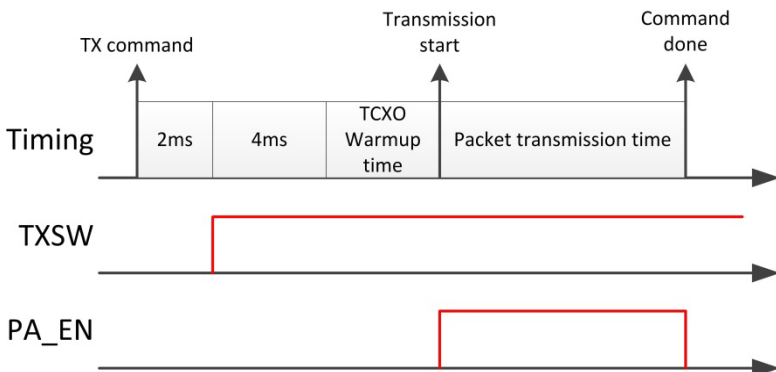 Transmission
start
Command
done
TX command
Timing
2ms
4ms
TCXO
Warmup
time
Packet transmission time
TXSW
PA_EN